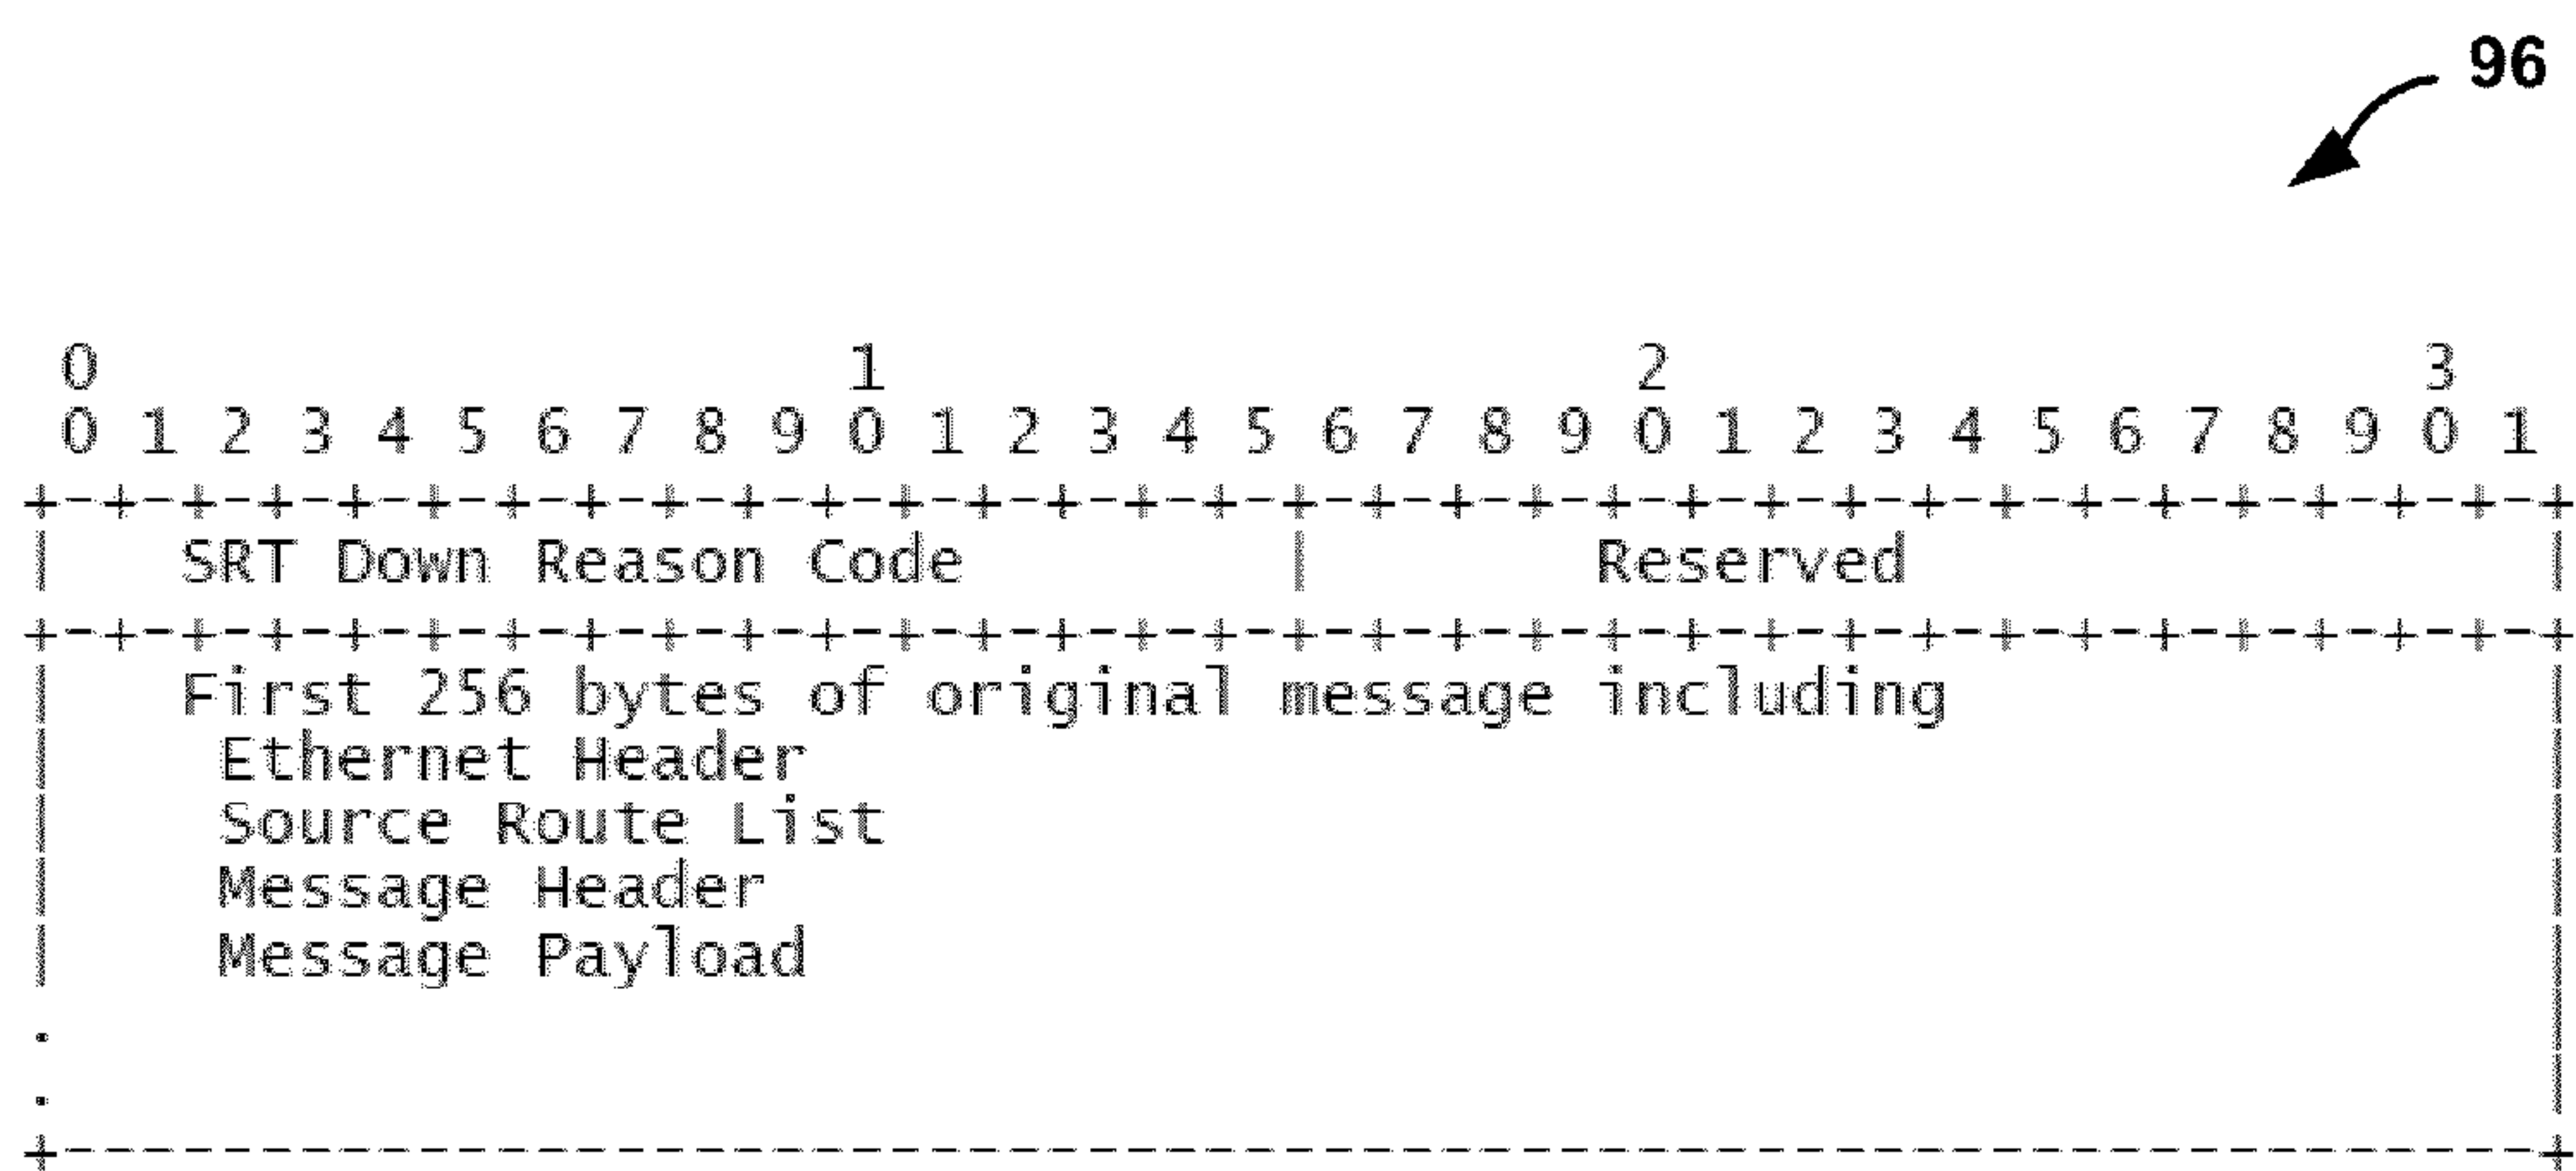 96
0                   1                   2                   3
0 1 2 3 4 5 6 7 8 9 0 1 2 3 4 5 6 7 8 9 0 1 2 3 4 5 6 7 8 9 0 1
+-+-+-+-+-+-+-+-+-+-+-+-+-+-+-+-+-+-+-+-+-+-+-+-+-+-+-+-+-+-+-+-+
|   SRT Down Reason Code        |       Reserved                |
+-+-+-+-+-+-+-+-+-+-+-+-+-+-+-+-+-+-+-+-+-+-+-+-+-+-+-+-+-+-+-+-+
|   First 256 bytes of original message including               |
|    Ethernet Header                                            |
|    Source Route List                                          |
|    Message Header                                             |
|    Message Payload                                            |
.                                                               |
.                                                               |
+---------------------------------------------------------------+